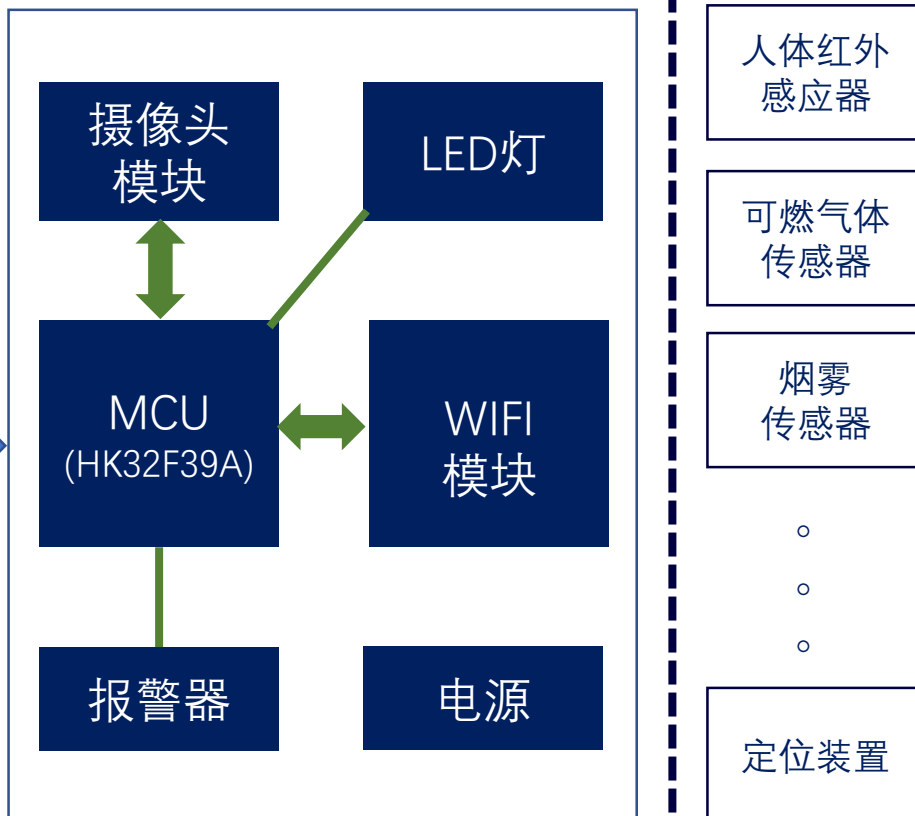 摄像头
模块
LED灯
MCU
(HK32F39A)
WIFI
模块
报警器
电源
人体红外
感应器
可燃气体
传感器
烟雾
传感器
。
。
。
定位装置